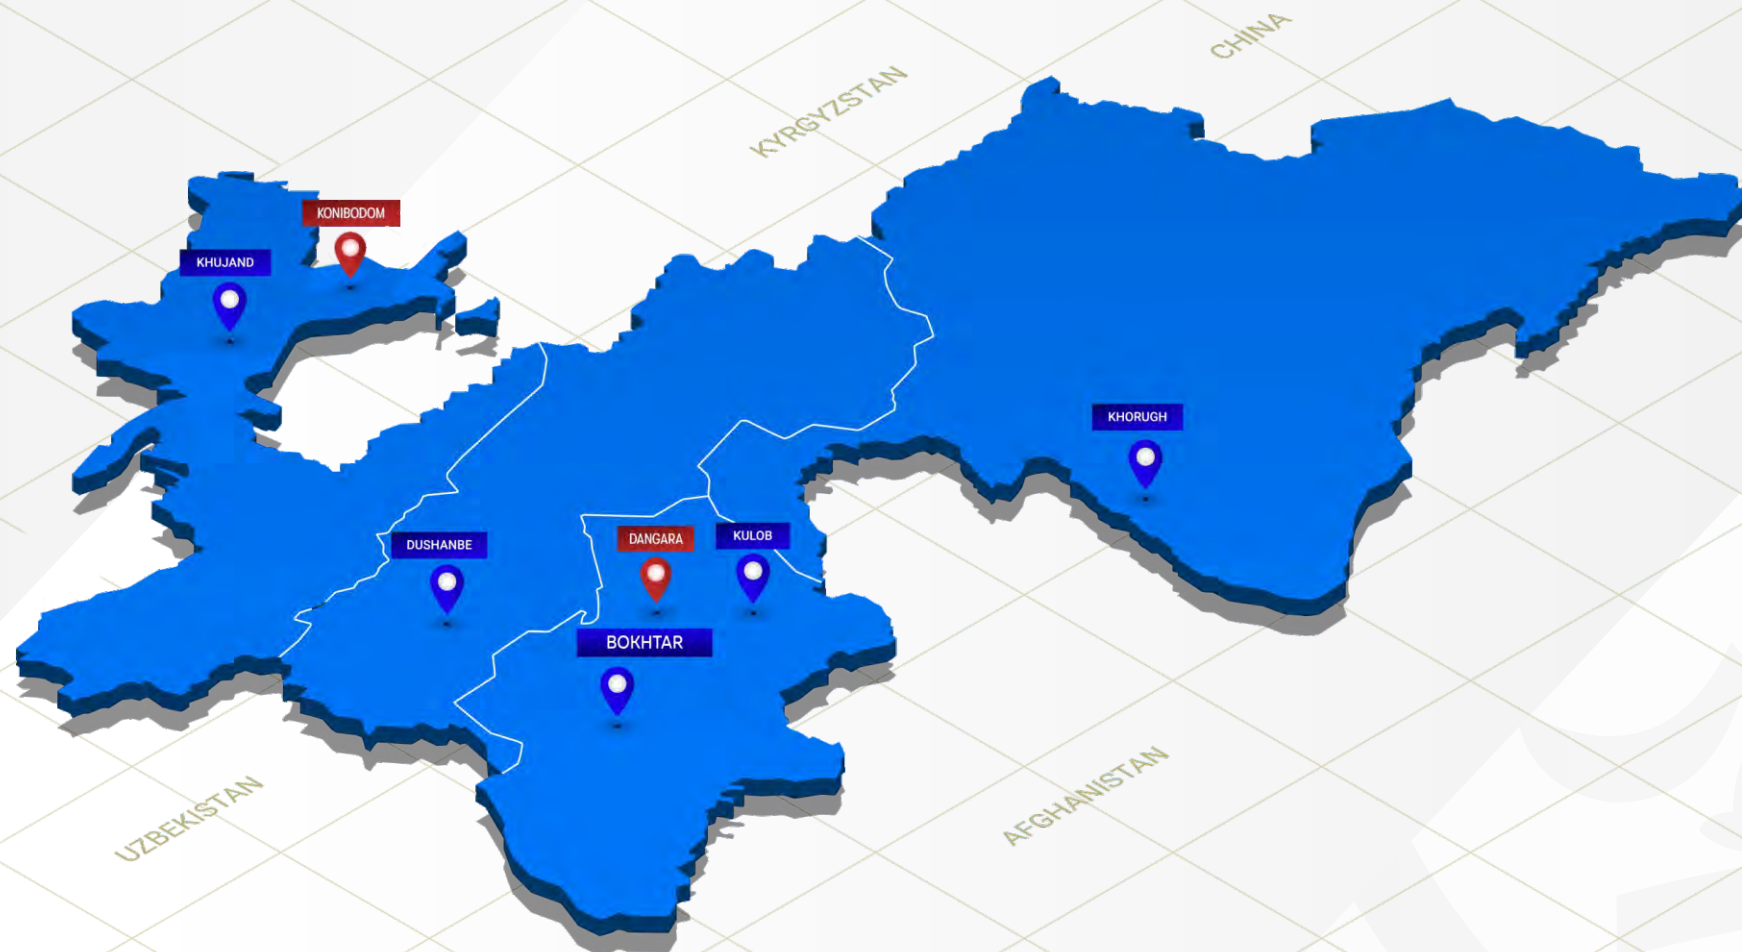 CHINA
KYRGYZSTAN
KONIBODOM
KHUJAND
KHORUGH
DUSHANBE
DANGARA
KULOB
BOKHTAR
UZBEKISTAN
AFGHANISTAN